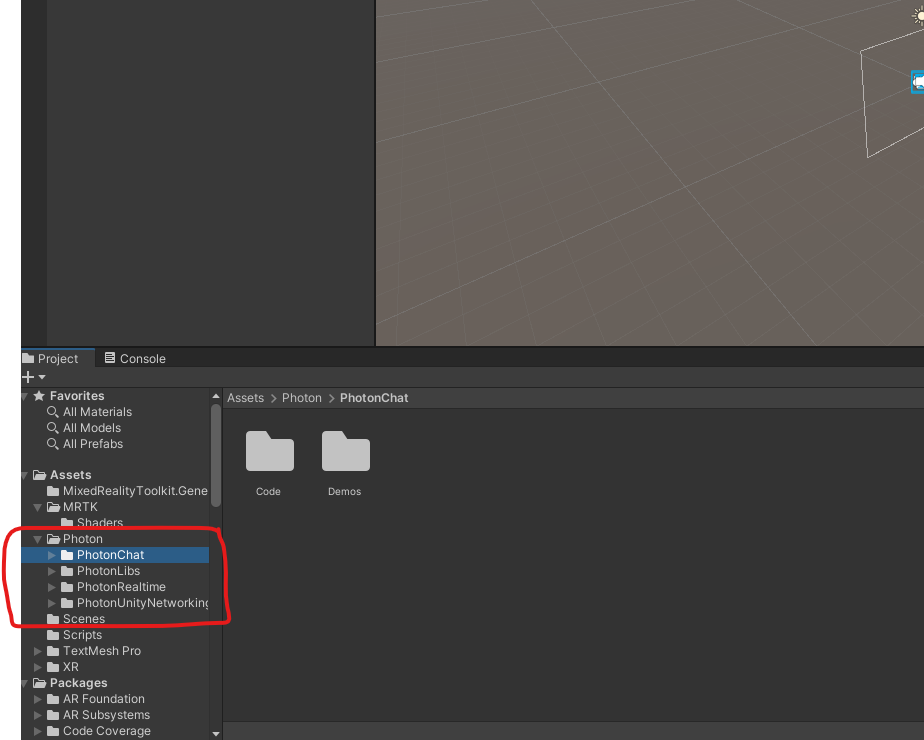 Project
Console
Favorites
Assets > Photon > PhotonChat
All Materials
All Models
All Prefabs
Assets
MixedRealityToolkit.Gene
MRTK
Shaders
Photon
PhotonChat
PhotonLibs
PhotonRealtime
PhotonUnityNetworking
Scenes
Scripts
TextMesh Pro
XR
Packages
AR Foundation
AR Subsystems
Code Coverage
Code
Demos